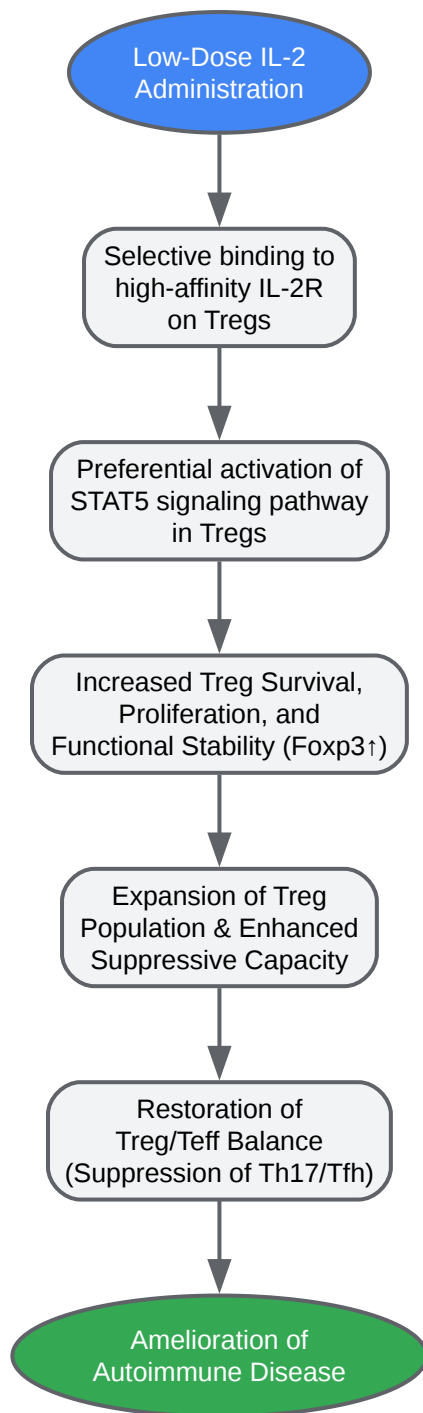 Low-Dose IL-2
Administration
Selective binding to
high-affinity IL-2R
on Tregs
Preferential activation of
STAT5 signaling pathway
in Tregs
Increased Treg Survival,
Proliferation, and
Functional Stability (Foxp3↑)
Expansion of Treg
Population & Enhanced
Suppressive Capacity
Restoration of
Treg/Teff Balance
(Suppression of Th17/Tfh)
Amelioration of
Autoimmune Disease